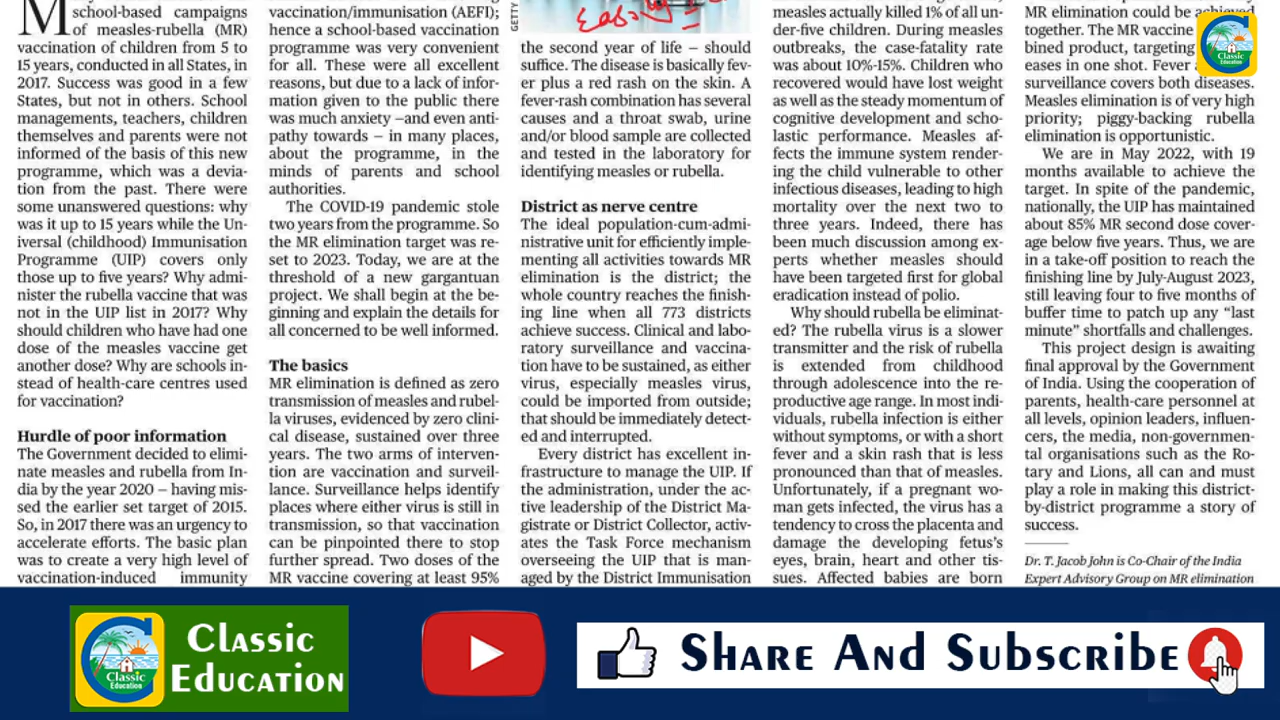 school-based campaigns
M of measles-rubella (MR)
vaccination of children from 5 to
15 years, conducted in all States, in
2017. Success was good in a few
States, but not in others. School
managements, teachers, children
themselves and parents were not
informed of the basis of this new
programme, which was a devia-
tion from the past. There were
some unanswered questions: why
was it up to 15 years while the Un-
iversal (childhood) Immunisation
Programme (UIP) covers only
those up to five years? Why admi-
nister the rubella vaccine that was
not in the UIP list in 2017? Why
should children who have had one
dose of the measles vaccine get
another dose? Why are schools in-
stead of health-care centres used
for vaccination?
Hurdle of poor information
The Government decided to elimi-
nate measles and rubella from In-
dia by the year 2020 – having mis-
sed the earlier set target of 2015.
So, in 2017 there was an urgency to
accelerate efforts. The basic plan
was to create a very high level of
vaccination-induced immunity
vaccination/immunisation (AEFI);
hence a school-based vaccination
programme was very convenient
for all. These were all excellent
reasons, but due to a lack of infor-
mation given to the public there
was much anxiety –and even anti-
pathy towards – in many places,
about the programme, in the
minds of parents and school
authorities.
The COVID-19 pandemic stole
two years from the programme. So
the MR elimination target was re-
set to 2023. Today, we are at the
threshold of a new gargantuan
project. We shall begin at the be-
ginning and explain the details for
all concerned to be well informed.
The basics
MR elimination is defined as zero
transmission of measles and rubel-
la viruses, evidenced by zero clini-
cal disease, sustained over three
years. The two arms of interven-
tion are vaccination and surveil-
lance. Surveillance helps identify
places where either virus is still in
transmission, so that vaccination
can be pinpointed there to stop
further spread. Two doses of the
MR vaccine covering at least 95%
GETTY
the second year of life – should
suffice. The disease is basically fev-
er plus a red rash on the skin. A
fever-rash combination has several
causes and a throat swab, urine
and/or blood sample are collected
and tested in the laboratory for
identifying measles or rubella.
District as nerve centre
The ideal population-cum-admi-
nistrative unit for efficiently imple-
menting all activities towards MR
elimination is the district; the
whole country reaches the finish-
ing line when all 773 districts
achieve success. Clinical and labo-
ratory surveillance and vaccina-
tion have to be sustained, as either
virus, especially measles virus,
could be imported from outside;
that should be immediately detect-
ed and interrupted.
Every district has excellent in-
frastructure to manage the UIP. If
the administration, under the ac-
tive leadership of the District Ma-
gistrate or District Collector, activ-
ates the Task Force mechanism
overseeing the UIP that is man-
aged by the District Immunisation
measles actually killed 1% of all un-
der-five children. During measles
outbreaks, the case-fatality rate
was about 10%-15%. Children who
recovered would have lost weight
as well as the steady momentum of
cognitive development and scho-
lastic performance. Measles af-
fects the immune system render-
ing the child vulnerable to other
infectious diseases, leading to high
mortality over the next two to
three years. Indeed, there has
been much discussion among ex-
perts whether measles should
have been targeted first for global
eradication instead of polio.
Why should rubella be eliminat-
ed? The rubella virus is a slower
transmitter and the risk of rubella
is extended from childhood
through adolescence into the re-
productive age range. In most indi-
viduals, rubella infection is either
without symptoms, or with a short
fever and a skin rash that is less
pronounced than that of measles.
Unfortunately, if a pregnant wo-
man gets infected, the virus has a
tendency to cross the placenta and
damage the developing fetus's
eyes, brain, heart and other tis-
sues. Affected babies are born
MR elimination could be achieved
together. The MR vaccine
bined product, targeting
eases in one shot. Fever
surveillance covers both diseases.
Measles elimination is of very high
priority; piggy-backing rubella
elimination is opportunistic.
We are in May 2022, with 19
months available to achieve the
target. In spite of the pandemic,
nationally, the UIP has maintained
about 85% MR second dose cover-
age below five years. Thus, we are
in a take-off position to reach the
finishing line by July-August 2023,
still leaving four to five months of
buffer time to patch up any “last
minute” shortfalls and challenges.
This project design is awaiting
final approval by the Government
of India. Using the cooperation of
parents, health-care personnel at
all levels, opinion leaders, influen-
cers, the media, non-governmen-
tal organisations such as the Ro-
tary and Lions, all can and must
play a role in making this district-
by-district programme a story of
success.
Dr. T. Jacob John is Co-Chair of the India
Expert Advisory Group on MR elimination
Classic
Education
Classic
Education
Classic
Education
Share And Subscribe